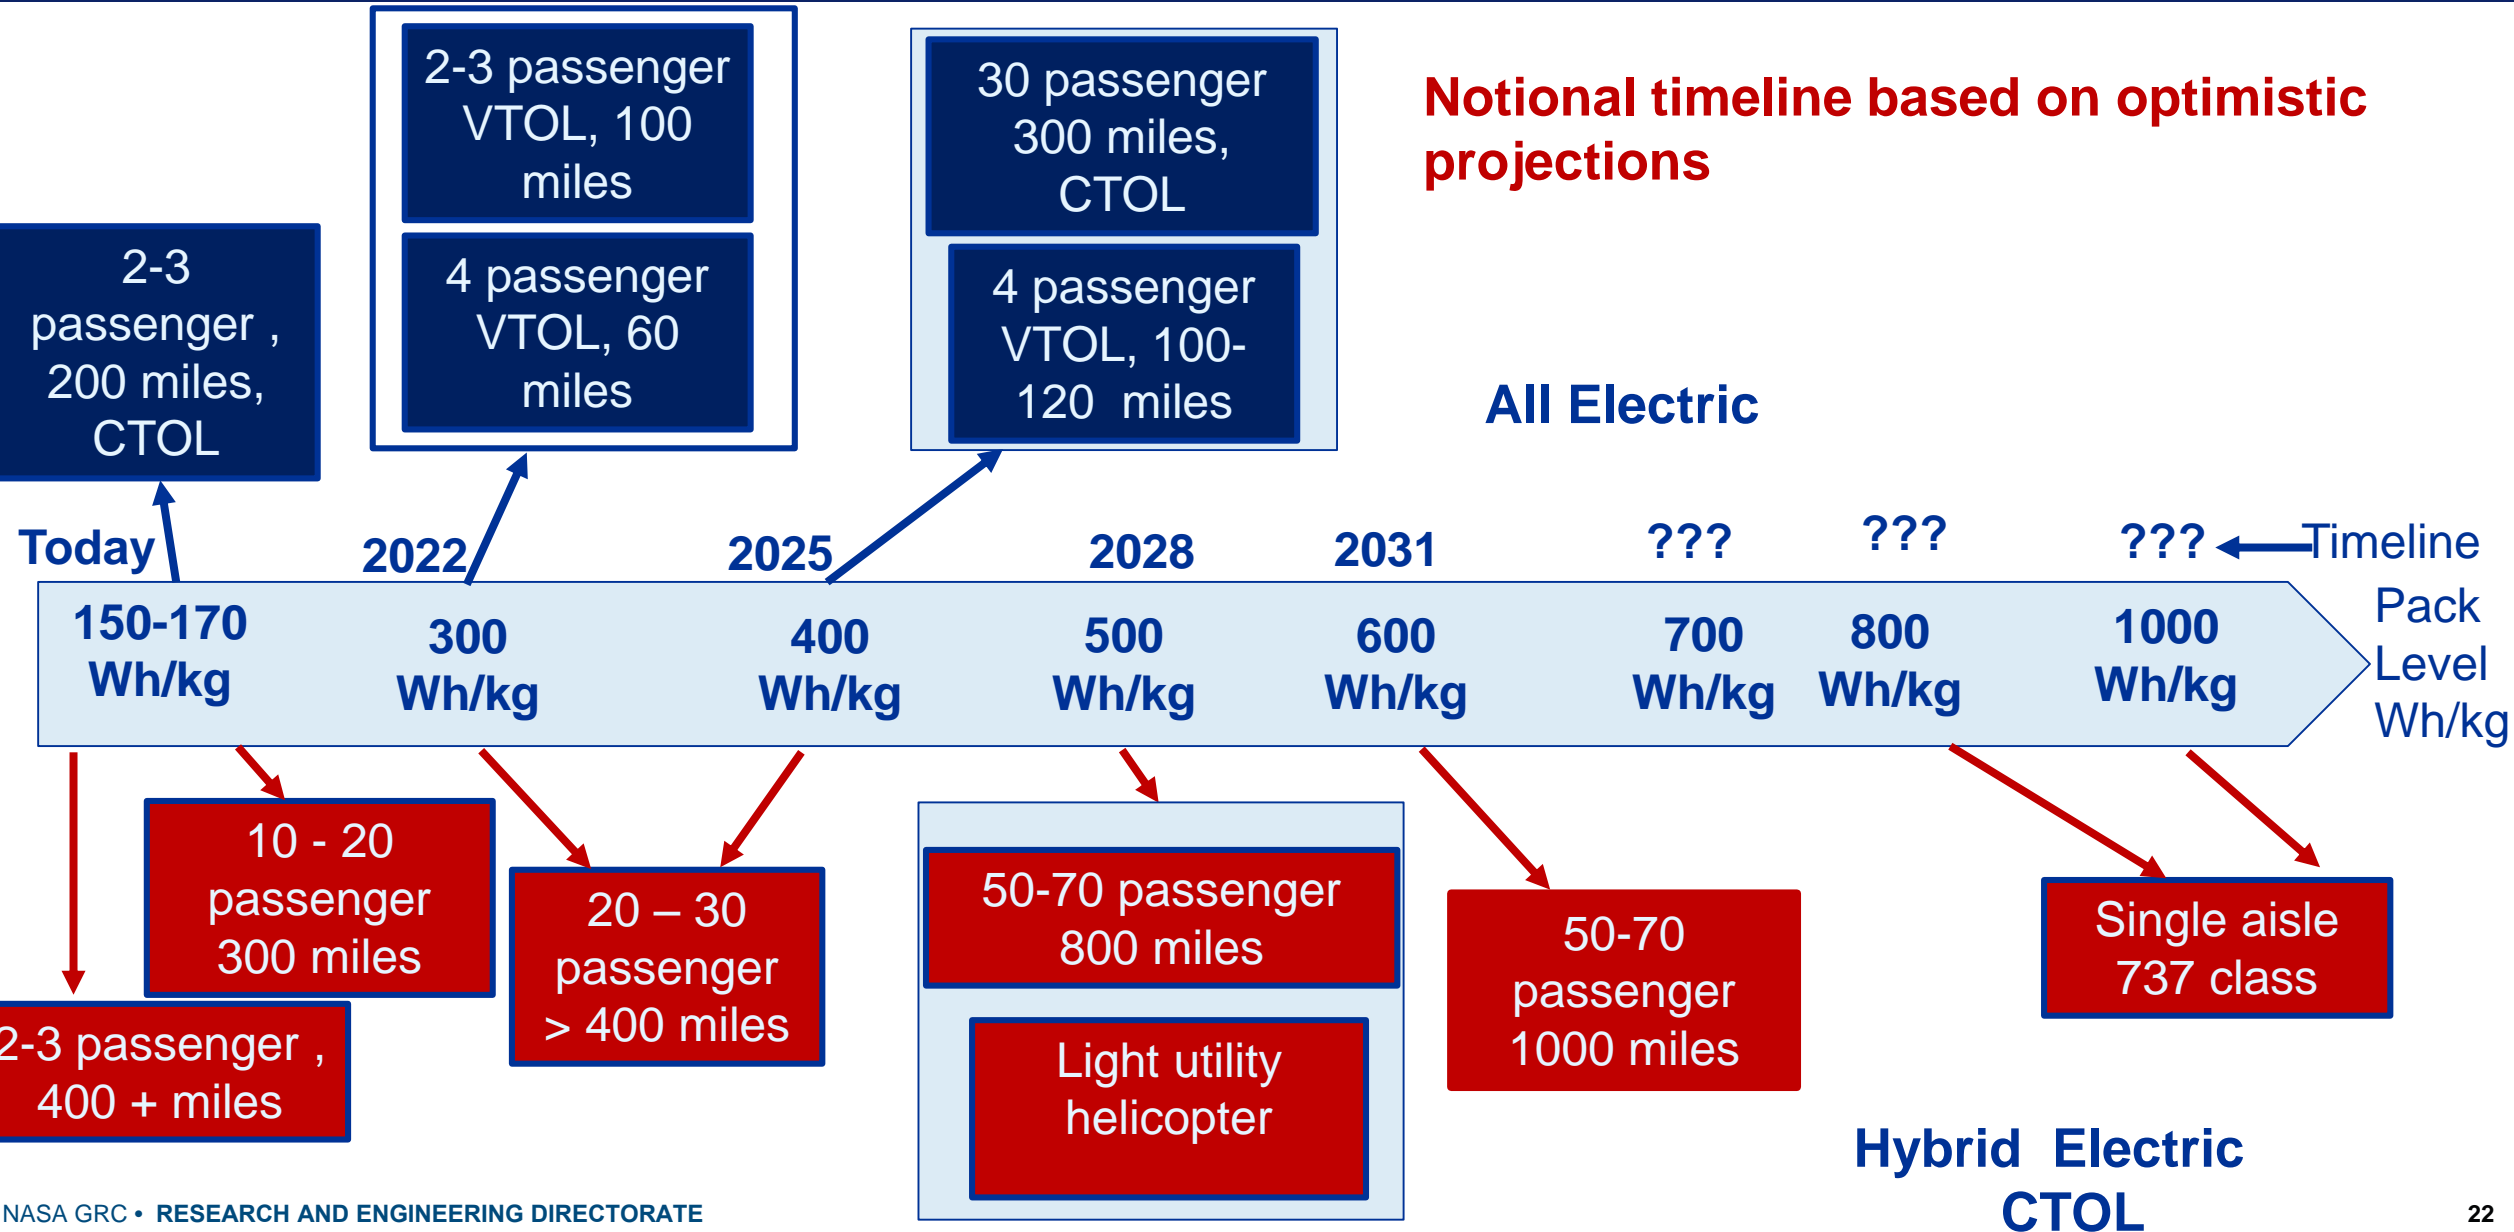 2-3 passenger
VTOL, 100
miles
4 passenger
VTOL, 60
miles
30 passenger
300 miles,
CTOL
4 passenger
VTOL, 100-
120 miles
Notional timeline based on optimistic
projections
2-3
passenger ,
200 miles,
CTOL
All Electric
Today
2022
2025
2028
2031
???
???
???
Timeline
150-170
Wh/kg
300
Wh/kg
400
Wh/kg
500
Wh/kg
600
Wh/kg
700
Wh/kg
800
Wh/kg
1000
Wh/kg
Pack
Level
Wh/kg
10 - 20
passenger
300 miles
2-3 passenger ,
400 + miles
20 – 30
passenger
> 400 miles
50-70 passenger
800 miles
Light utility
helicopter
50-70
passenger
1000 miles
Single aisle
737 class
Hybrid Electric
CTOL
NASA GRC • RESEARCH AND ENGINEERING DIRECTORATE
22